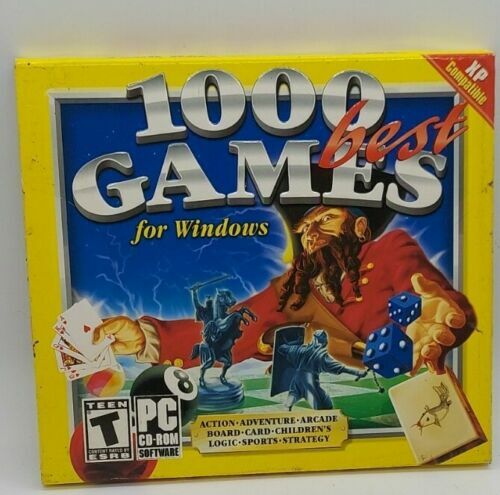 1000
best
GAMES
for Windows
XP
Compatible
8
TEEN
T
CONTENT RATED BY
ESRB
PC
CD-ROM
SOFTWARE
ACTION·ADVENTURE·ARCADE
BOARD·CARD·CHILDREN'S
LOGIC·SPORTS·STRATEGY